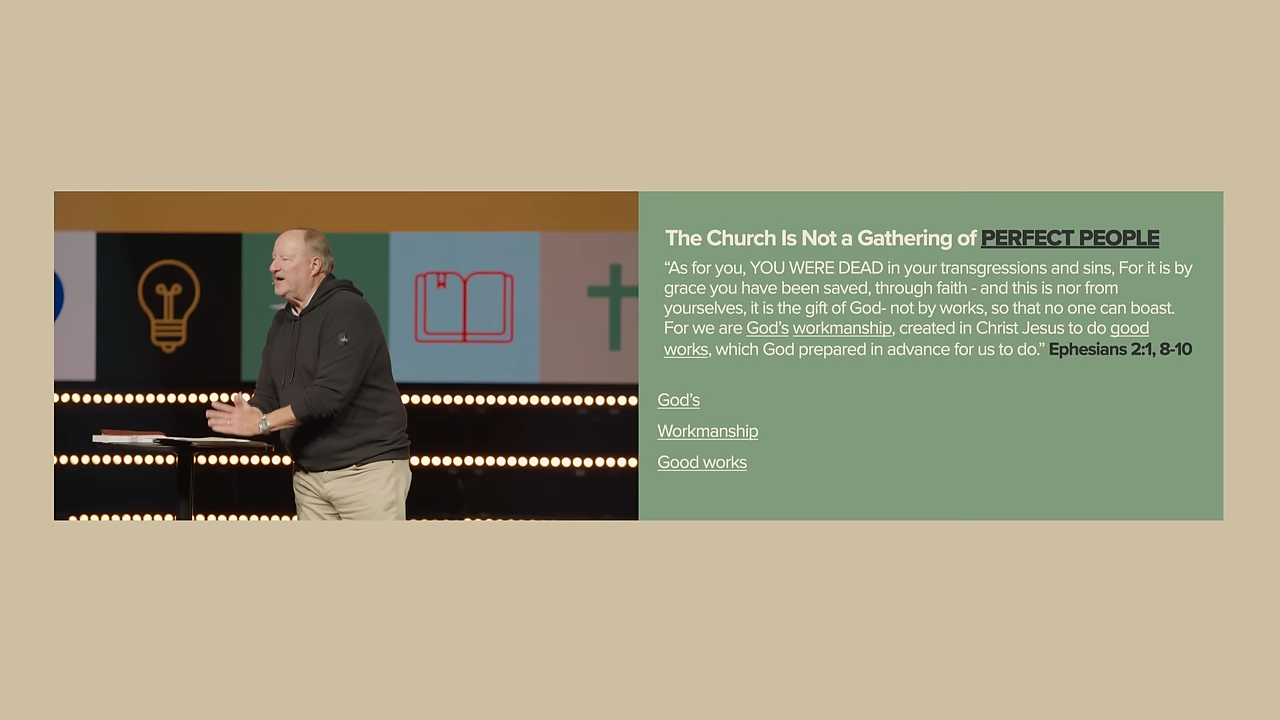 The Church Is Not a Gathering of PERFECT PEOPLE
“As for you, YOU WERE DEAD in your transgressions and sins, For it is by
grace you have been saved, through faith - and this is nor from
yourselves, it is the gift of God- not by works, so that no one can boast.
For we are God’s workmanship, created in Christ Jesus to do good
works, which God prepared in advance for us to do.” Ephesians 2:1, 8-10
God’s
Workmanship
Good works